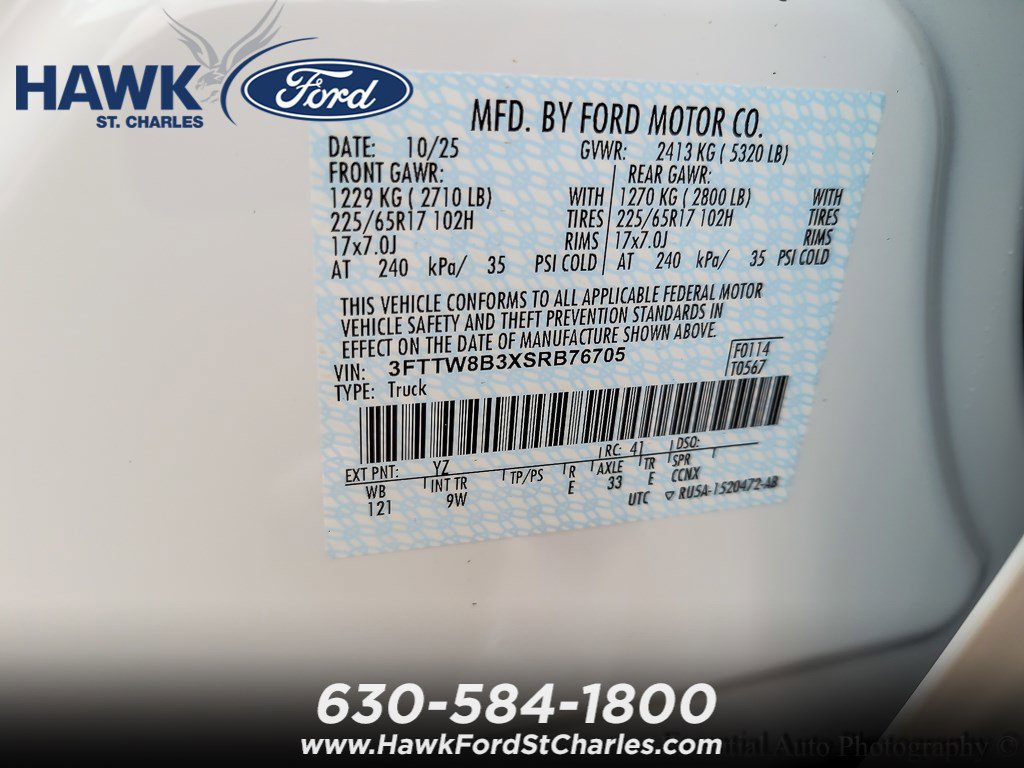 HAWK
ST. CHARLES
Ford
MFD. BY FORD MOTOR CO.
DATE: 10/25 GVWR: 2413 KG ( 5320 LB)
FRONT GAWR: REAR GAWR:
1229 KG ( 2710 LB) WITH 1270 KG ( 2800 LB) WITH
225/65R17 102H TIRES 225/65R17 102H TIRES
17x7.0J RIMS 17x7.0J RIMS
AT 240 kPa/ 35 PSI COLD AT 240 kPa/ 35 PSI COLD
THIS VEHICLE CONFORMS TO ALL APPLICABLE FEDERAL MOTOR
VEHICLE SAFETY AND THEFT PREVENTION STANDARDS IN
EFFECT ON THE DATE OF MANUFACTURE SHOWN ABOVE.
VIN: 3FTTW8B3XSRB76705 F0114
TYPE: Truck T0567
EXT PNT: YZ RC: 41 DSO:
WB INT TR TP/PS R AXLE TR SPR
121 9W E 33 E CCNX
UTC ▽ RU5A-1520472-AB
630-584-1800
www.HawkFordStCharles.com
Auto Photography ©